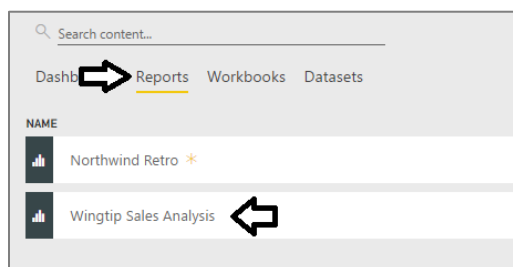 Search content...
Dashb Reports Workbooks Datasets
NAME
Northwind Retro *
Wingtip Sales Analysis